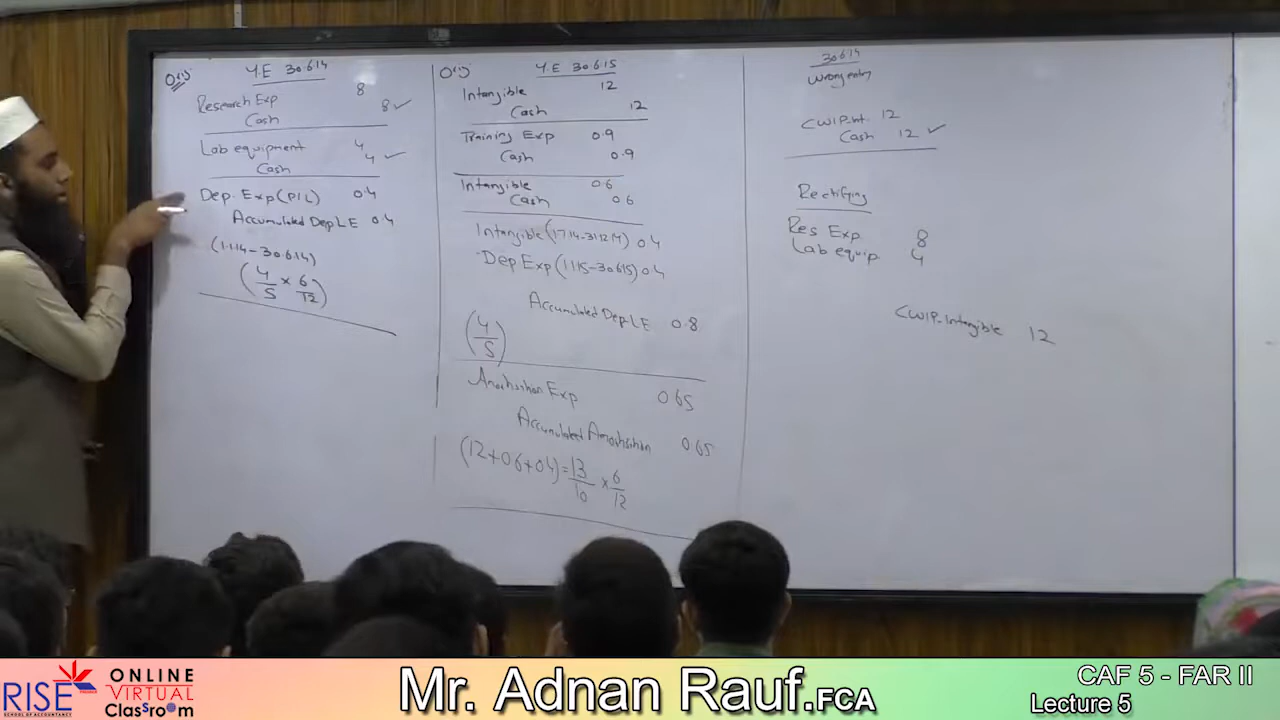 Orig
Y.E 30.6.14
Research Exp 8
Cash 8 ✓
Lab equipment 4
Cash 4 ✓
Dep. Exp (P/L) 0.4
Accumulated Dep LE 0.4
(1.1.14 – 30.6.14)
(4/5 × 6/12)
Orig
Y.E 30.6.15
Intangible 12
Cash 12
Training Exp 0.9
Cash 0.9
Intangible 0.6
Cash 0.6
Intangible (1.7.14 – 31.12.14) 0.4
Dep Exp (1.1.15 – 30.6.15) 0.4
Accumulated Dep LE 0.8
(4/5)
Amortisation Exp 0.65
Accumulated Amortisation 0.65
(12+0.6+0.4) = 13/10 × 6/12
30.6.14
Wrong entry
CWIP-Int. 12
Cash 12 ✓
Rectifying
Res Exp 8
Lab equip 4
CWIP-Intangible 12
RISE
SCHOOL OF ACCOUNTANCY
ONLINE
VIRTUAL
Classroom
Mr. Adnan Rauf.FCA
CAF 5 - FAR II
Lecture 5